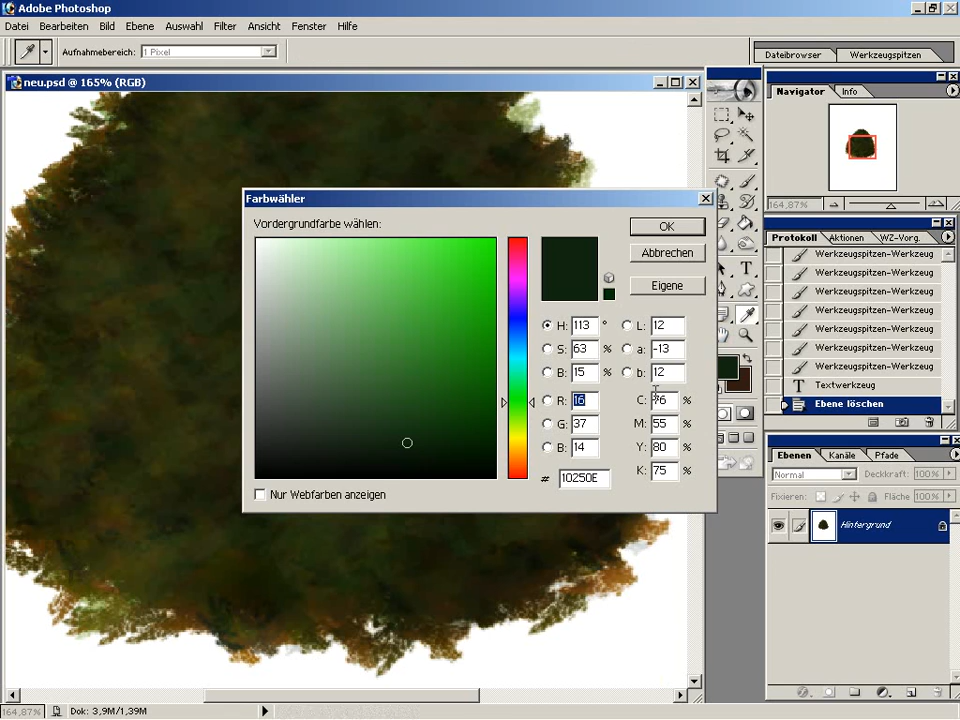 Adobe Photoshop
Datei Bearbeiten Bild Ebene Auswahl Filter Ansicht Fenster Hilfe
Aufnahmebereich: 1 Pixel
Dateibrowser Werkzeugspitzen
neu.psd @ 165% (RGB)
Navigator Info
164,87%
Farbwähler
Vordergrundfarbe wählen:
OK
Abbrechen
Eigene
H: 113 ° L: 12
S: 63 % a: -13
B: 15 % b: 12
R: 16 C: 76 %
G: 37 M: 55 %
B: 14 Y: 80 %
# 10250E K: 75 %
Nur Webfarben anzeigen
Protokoll Aktionen WZ-Vorg.
Werkzeugspitzen-Werkzeug
Werkzeugspitzen-Werkzeug
Werkzeugspitzen-Werkzeug
Werkzeugspitzen-Werkzeug
Werkzeugspitzen-Werkzeug
Werkzeugspitzen-Werkzeug
Werkzeugspitzen-Werkzeug
Textwerkzeug
Ebene löschen
Ebenen Kanäle Pfade
Normal Deckkraft: 100%
Fixieren: Fläche 100%
Hintergrund
164,87% Dok: 3,9M/1,39M